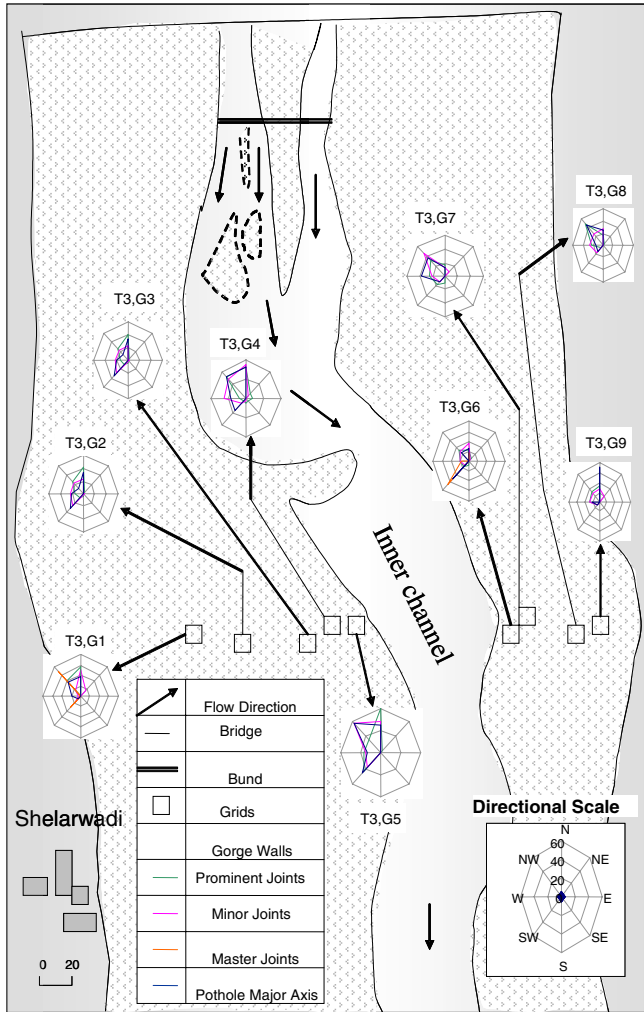 T3,G8
T3,G7
T3,G3
T3,G4
T3,G6
T3,G2
T3,G9
Inner channel
T3,G1
Flow Direction
Bridge
Bund
Grids
Gorge Walls
Prominent Joints
Minor Joints
Master Joints
Pothole Major Axis
T3,G5
Shelarwadi
0 20
Directional Scale
N
60
NW 40 NE
20
W 0 E
SW SE
S